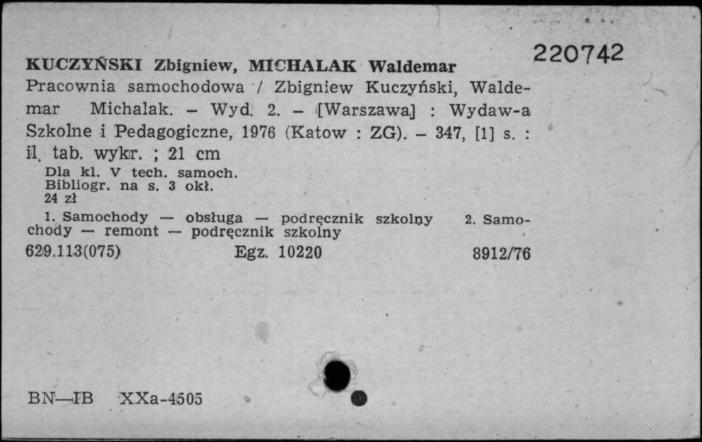 220742
KUCZYŃSKI Zbigniew, MICHALAK Waldemar
Pracownia samochodowa / Zbigniew Kuczyński, Walde-
mar Michalak. — Wyd. 2. — [Warszawa] : Wydaw-a
Szkolne i Pedagogiczne, 1976 (Katow : ZG). — 347, [1] s. :
il. tab. wykr. ; 21 cm
Dla kl. V tech. samoch.
Bibliogr. na s. 3 okł.
24 zł
1. Samochody — obsługa — podręcznik szkolny 2. Samo-
chody — remont — podręcznik szkolny
629.113(075) Egz. 10220 8912/76
BN—IB XXa-4505